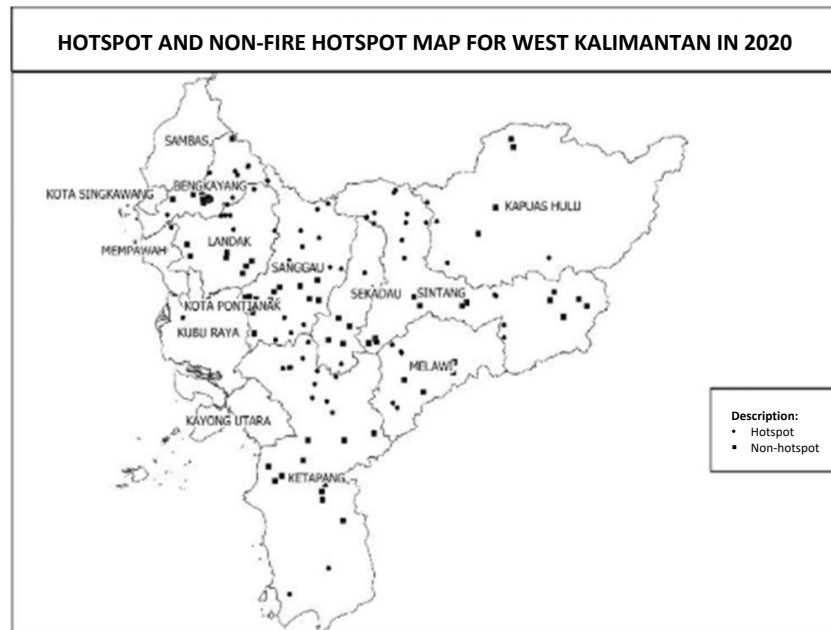 HOTSPOT AND NON-FIRE HOTSPOT MAP FOR WEST KALIMANTAN IN 2020
SAMBAS
BENGKAYANG
KOTA SINGKAWANG
KAPUAS HULU
LANDAK
MEMPAWAH
SANGGAU
SEKADAU
SINTANG
KOTA PONTIANAK
KUBU RAYA
MELAWI
KAYONG UTARA
KETAPANG
Description:
Hotspot
Non-hotspot